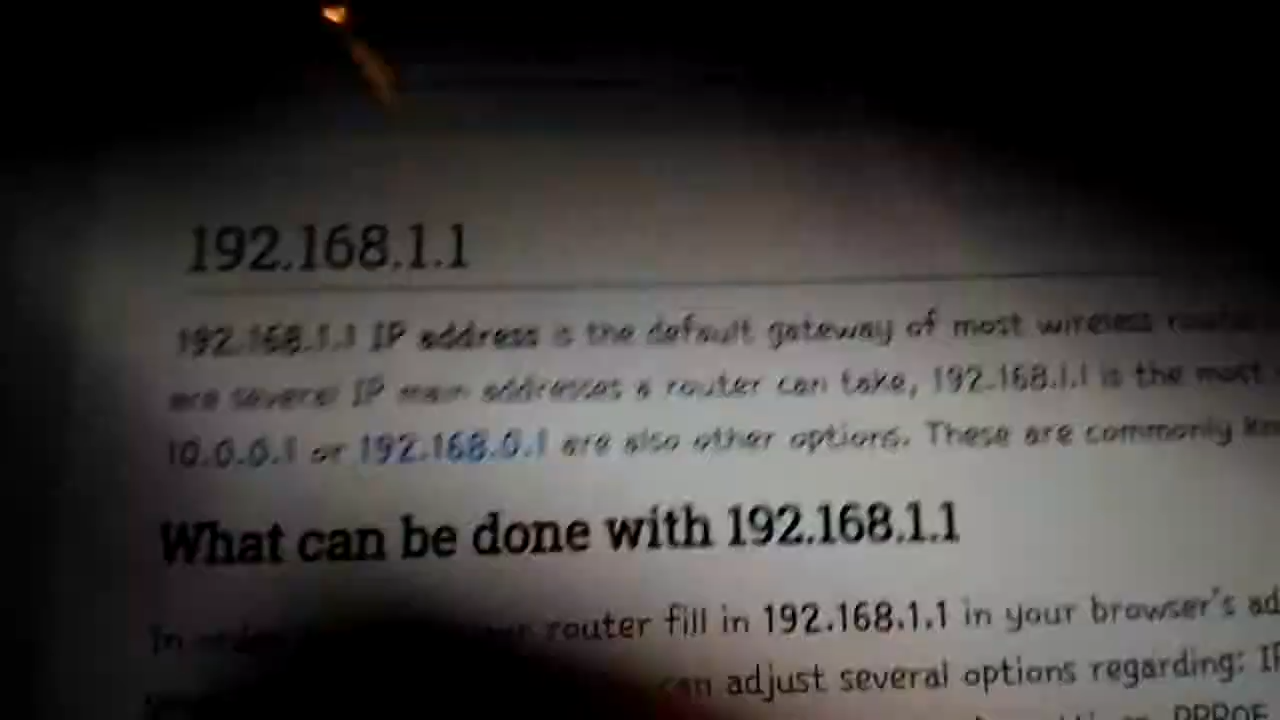 192.168.1.1
192.168.1.1 IP address is the default gateway of most wireless
are several IP main addresses a router can take, 192.168.1.1 is the most
10.0.0.1 or 192.168.0.1 are also other options. These are commonly
What can be done with 192.168.1.1
In router fill in 192.168.1.1 in your browser's
can adjust several options regarding: